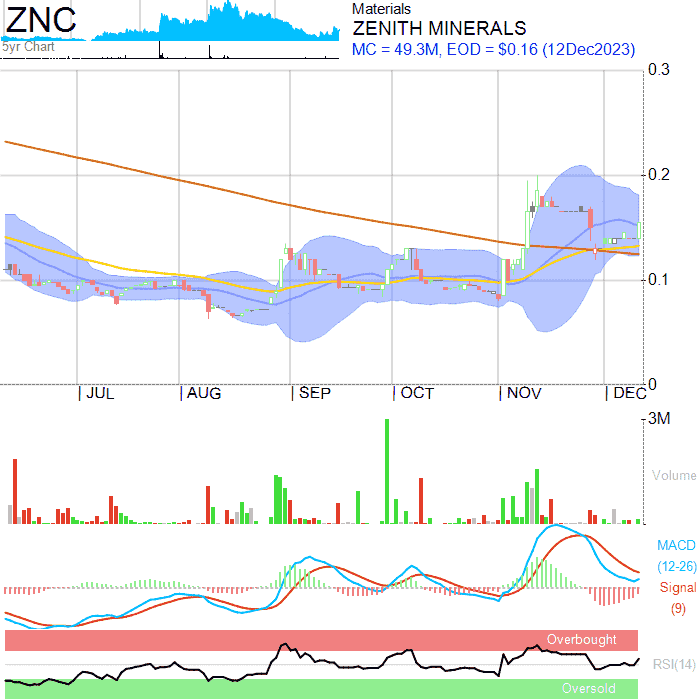 ZNC
5yr Chart
Materials
ZENITH MINERALS
MC = 49.3M, EOD = $0.16 (12Dec2023)
0.3
0.2
0.1
0
JUL AUG SEP OCT NOV DEC
3M
Volume
MACD
(12-26)
Signal
(9)
Overbought
RSI(14)
Oversold